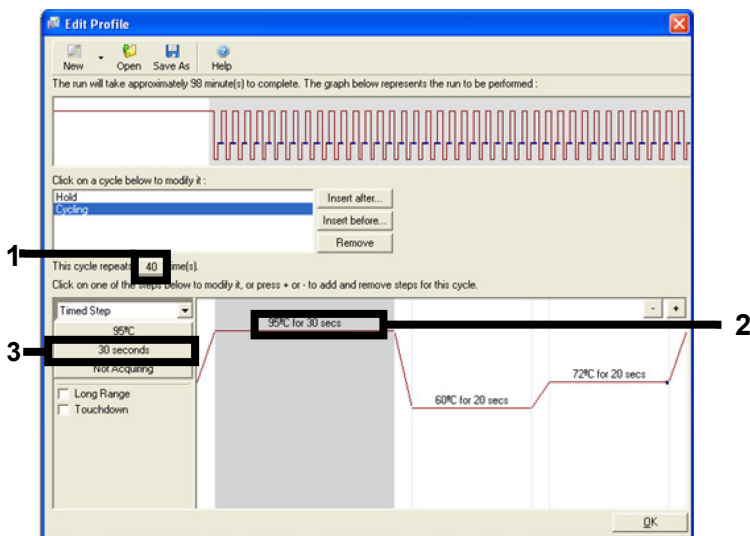 Edit Profile
New Open Save As Help
The run will take approximately 98 minute(s) to complete. The graph below represents the run to be performed :
Click on a cycle below to modify it :
Hold
Cycling
Insert after...
Insert before...
Remove
1
This cycle repeats 40 time(s).
Click on one of the steps below to modify it, or press + or - to add and remove steps for this cycle.
Timed Step
- +
95ºC
95ºC for 30 secs
2
3
30 seconds
Not Acquiring
72ºC for 20 secs
Long Range
60ºC for 20 secs
Touchdown
OK